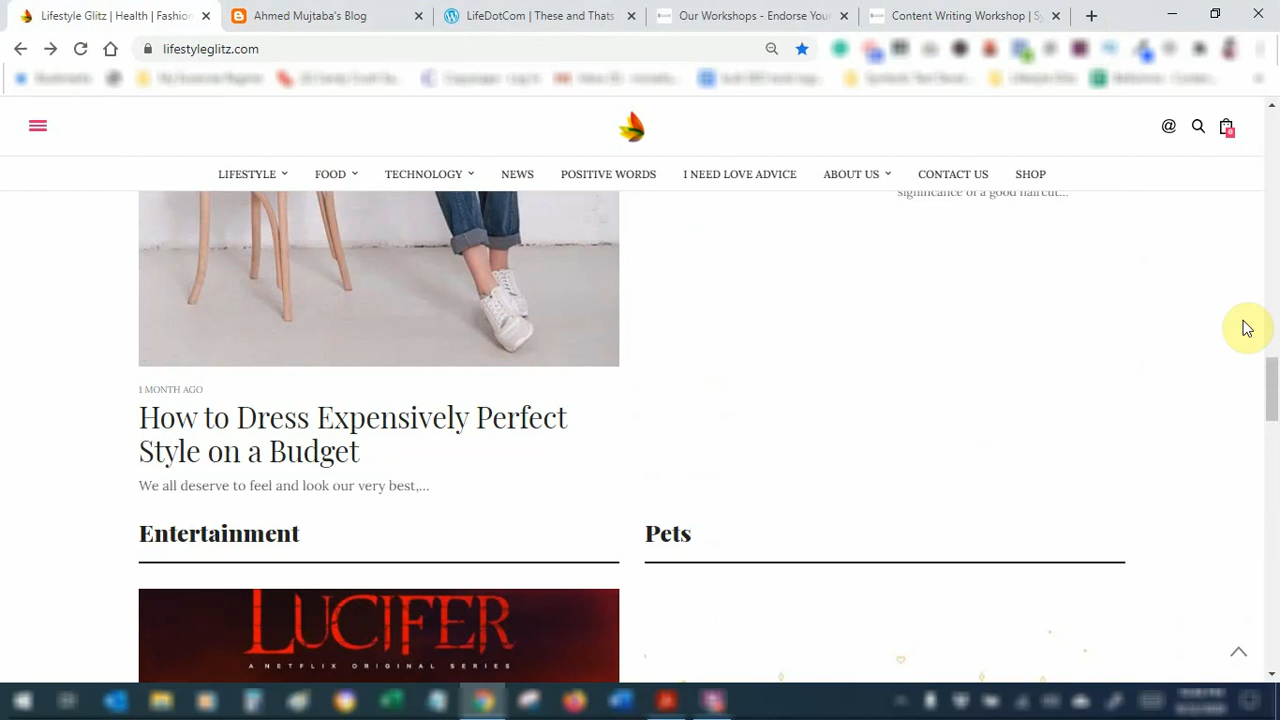 Lifestyle Glitz | Health | Fashion
Ahmed Mujtaba's Blog
LifeDotCom | These and Thats
Our Workshops - Endorse Your
Content Writing Workshop | Sy
lifestyleglitz.com
LIFESTYLE
FOOD
TECHNOLOGY
NEWS
POSITIVE WORDS
I NEED LOVE ADVICE
ABOUT US
CONTACT US
SHOP
significance of a good haircut...
1 MONTH AGO
How to Dress Expensively Perfect
Style on a Budget
We all deserve to feel and look our very best,...
Entertainment
Pets
LUCIFER
A NETFLIX ORIGINAL SERIES